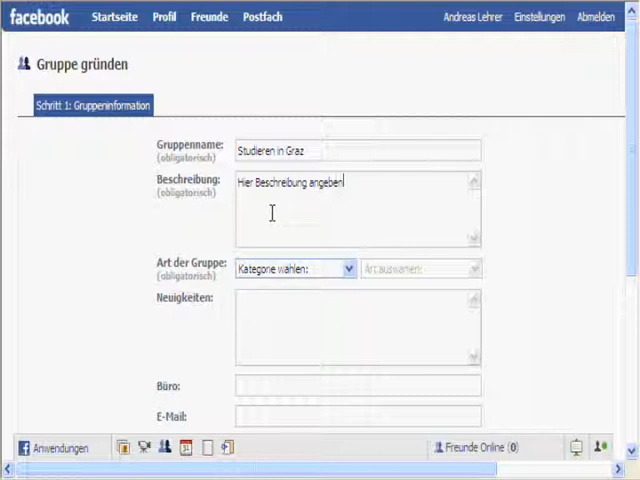 facebook Startseite Profil Freunde Postfach Andreas Lehrer Einstellungen Abmelden
Gruppe gründen
Schritt 1: Gruppeninformation
Gruppenname: Studieren in Graz
(obligatorisch)
Beschreibung: Hier Beschreibung angeben
(obligatorisch)
Art der Gruppe: Kategorie wählen: Art auswählen:
(obligatorisch)
Neuigkeiten:
Büro:
E-Mail:
Anwendungen 31 Freunde Online (0)